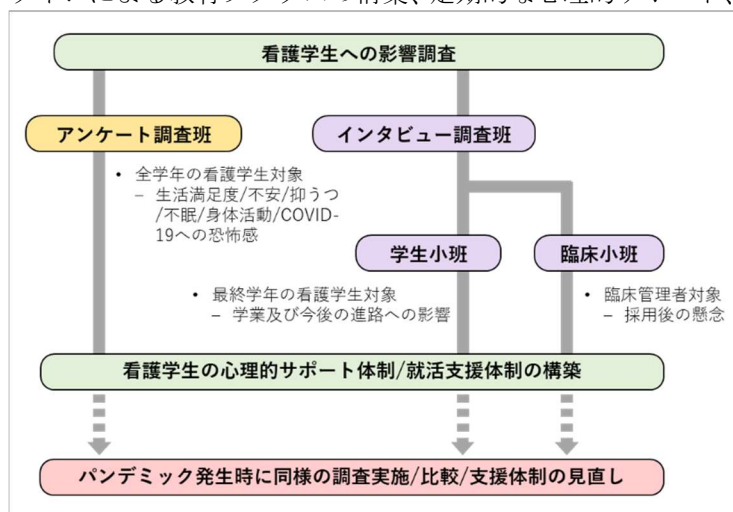 看護学生への影響調査
アンケート調査班
インタビュー調査班
• 全学年の看護学生対象
− 生活満足度/不安/抑うつ
/不眠/身体活動/COVID-
19への恐怖感
学生小班
臨床小班
• 最終学年の看護学生対象
− 学業及び今後の進路への影響
• 臨床管理者対象
− 採用後の懸念
看護学生の心理的サポート体制/就活支援体制の構築
パンデミック発生時に同様の調査実施/比較/支援体制の見直し